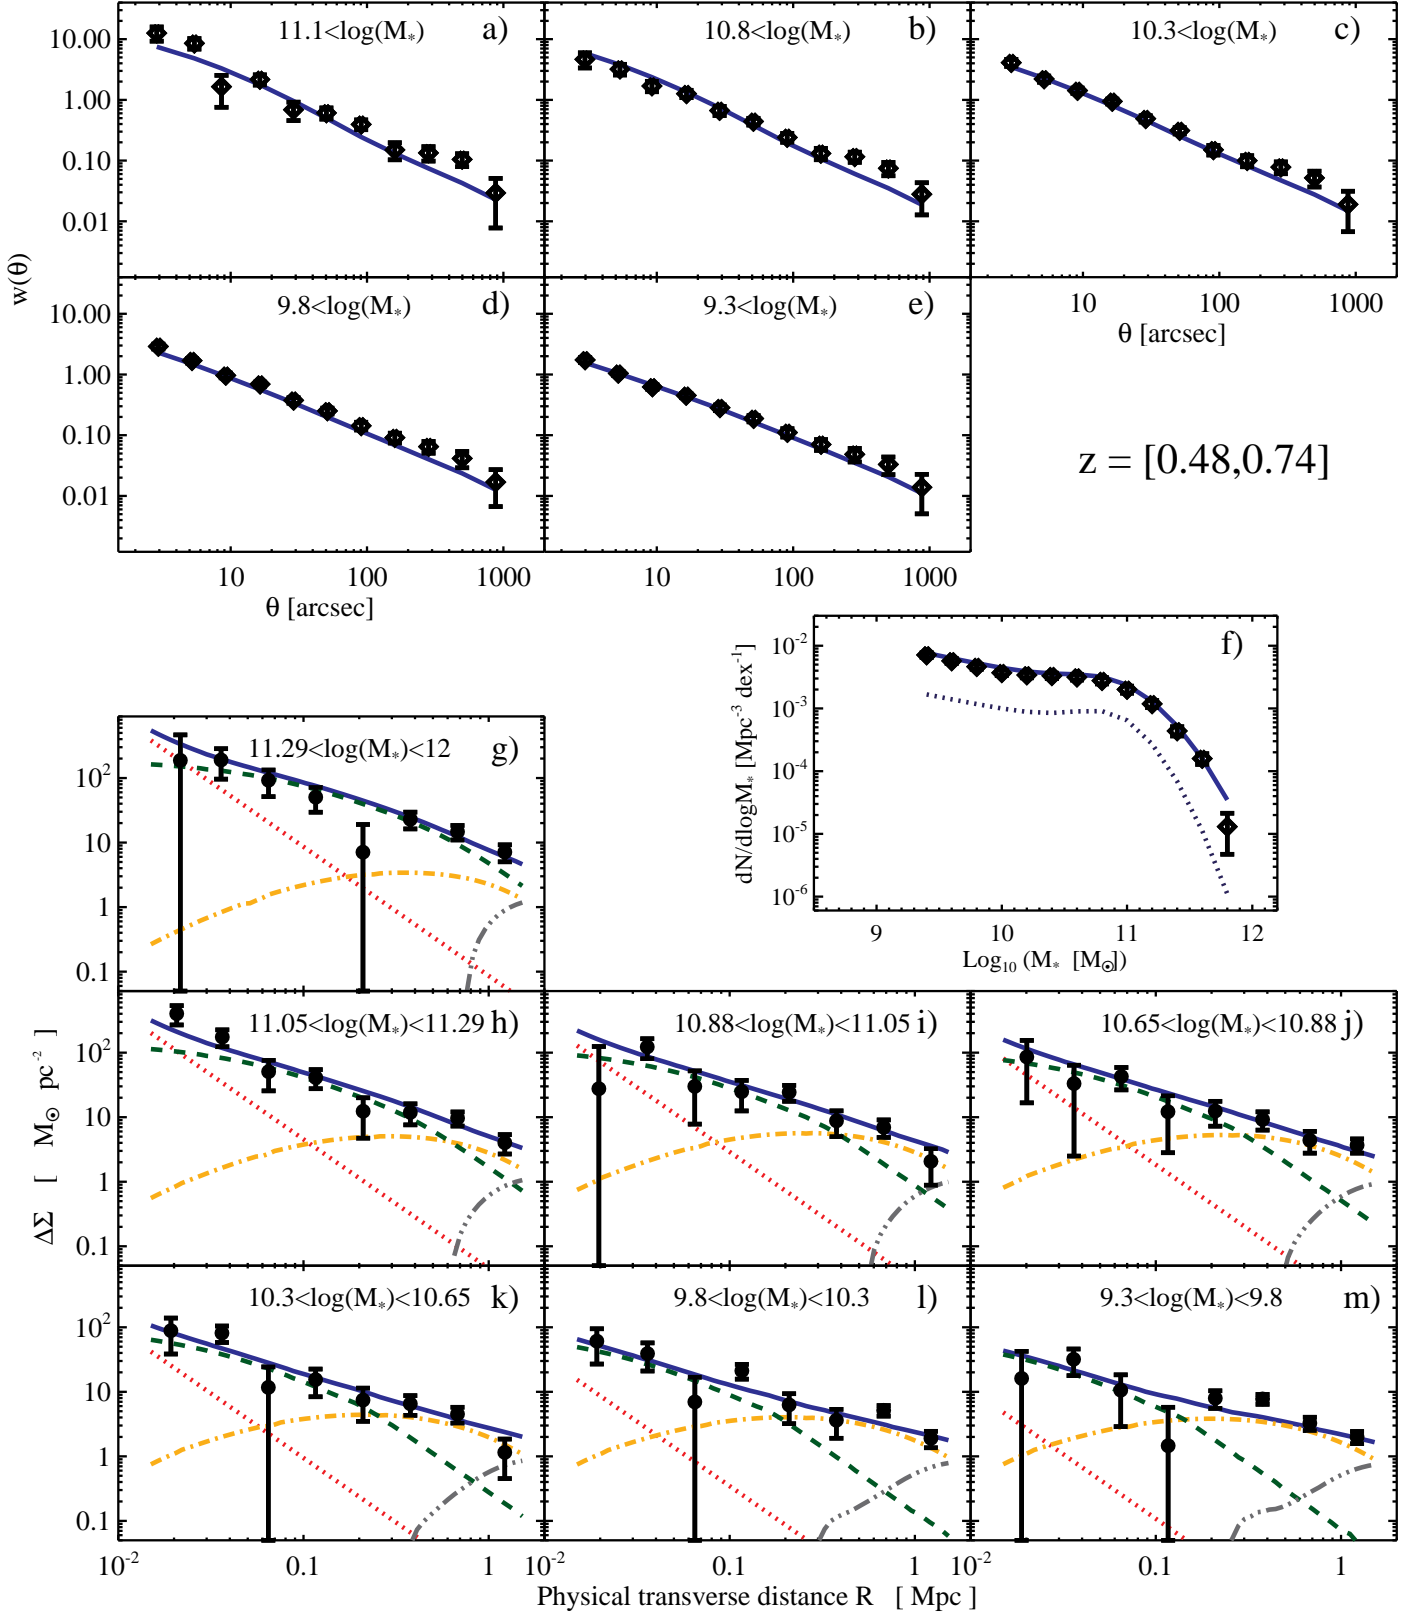 11.1<log(M*) a)
10.8<log(M*) b)
10.3<log(M*) c)
10.00
1.00
0.10
0.01
w(θ)
9.8<log(M*) d)
9.3<log(M*) e)
10 100 1000
θ [arcsec]
10.00
1.00
0.10
0.01
z = [0.48,0.74]
10 100 1000
10 100 1000
θ [arcsec]
f)
10⁻²
10⁻³
10⁻⁴
10⁻⁵
10⁻⁶
dN/dlogM* [Mpc⁻³ dex⁻¹]
9 10 11 12
Log₁₀ (M* [M⊙])
11.29<log(M*)<12 g)
10²
10
1
0.1
11.05<log(M*)<11.29 h)
10.88<log(M*)<11.05 i)
10.65<log(M*)<10.88 j)
10²
10
1
0.1
ΔΣ [ M⊙ pc⁻² ]
10.3<log(M*)<10.65 k)
9.8<log(M*)<10.3 l)
9.3<log(M*)<9.8 m)
10²
10
1
0.1
10⁻² 0.1 1 10⁻² 0.1 1 10⁻² 0.1 1
Physical transverse distance R [ Mpc ]